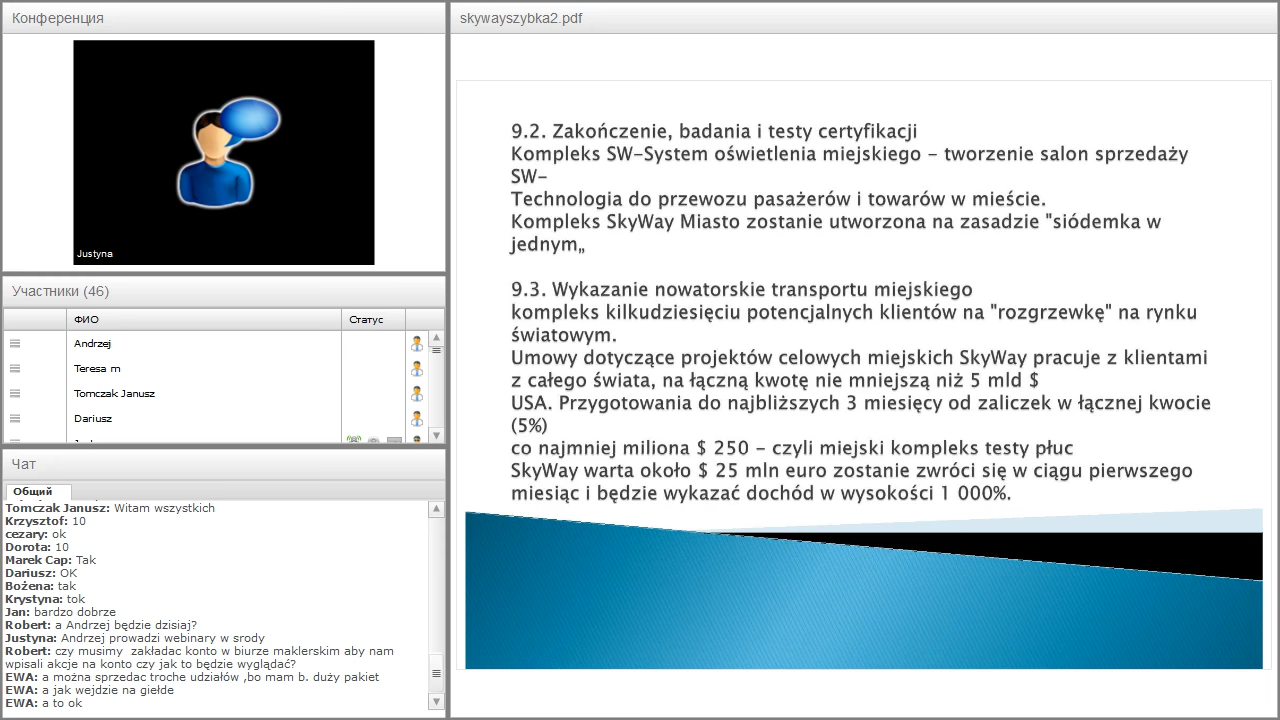 Конференция
Justyna
Участники (46)
ФИО
Статус
Andrzej
Teresa m
Tomczak Janusz
Dariusz
Чат
Общий
Tomczak Janusz: Witam wszystkich
Krzysztof: 10
cezary: ok
Dorota: 10
Marek Cap: Tak
Dariusz: OK
Bożena: tak
Krystyna: tok
Jan: bardzo dobrze
Robert: a Andrzej będzie dzisiaj?
Justyna: Andrzej prowadzi webinary w srody
Robert: czy musimy zakładac konto w biurze maklerskim aby nam
wpisali akcje na konto czy jak to będzie wyglądać?
EWA: a można sprzedac trochę udziałów ,bo mam b. duży pakiet
EWA: a jak wejdzie na giełde
EWA: a to ok
skywayszybka2.pdf
9.2. Zakończenie, badania i testy certyfikacji
Kompleks SW-System oświetlenia miejskiego - tworzenie salon sprzedaży
SW-
Technologia do przewozu pasażerów i towarów w mieście.
Kompleks SkyWay Miasto zostanie utworzona na zasadzie "siódemka w
jednym„
9.3. Wykazanie nowatorskie transportu miejskiego
kompleks kilkudziesięciu potencjalnych klientów na "rozgrzewkę" na rynku
światowym.
Umowy dotyczące projektów celowych miejskich SkyWay pracuje z klientami
z całego świata, na łączną kwotę nie mniejszą niż 5 mld $
USA. Przygotowania do najbliższych 3 miesięcy od zaliczek w łącznej kwocie
(5%)
co najmniej miliona $ 250 - czyli miejski kompleks testy płuc
SkyWay warta około $ 25 mln euro zostanie zwróci się w ciągu pierwszego
miesiąc i będzie wykazać dochód w wysokości 1 000%.